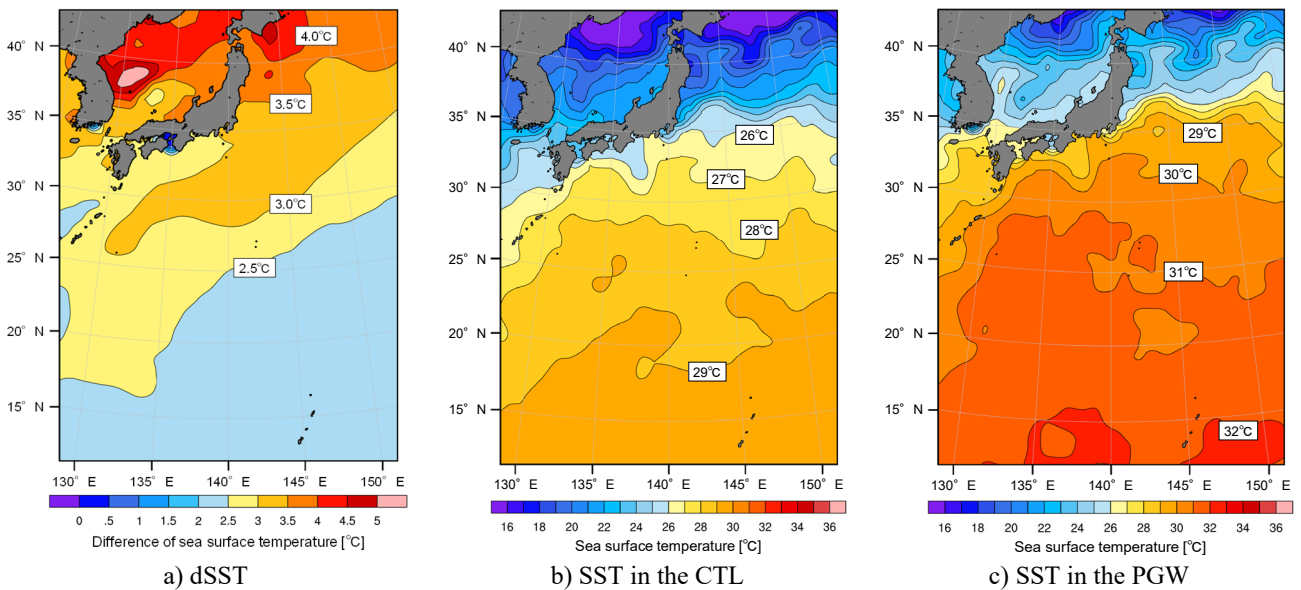 40° N
35° N
30° N
25° N
20° N
15° N
4.0°C
3.5°C
3.0°C
2.5°C
130° E 135° E 140° E 145° E 150° E
0 .5 1 1.5 2 2.5 3 3.5 4 4.5 5
Difference of sea surface temperature [°C]
a) dSST
40° N
35° N
30° N
25° N
20° N
15° N
26°C
27°C
28°C
29°C
130° E 135° E 140° E 145° E 150° E
16 18 20 22 24 26 28 30 32 34 36
Sea surface temperature [°C]
b) SST in the CTL
40° N
35° N
30° N
25° N
20° N
15° N
29°C
30°C
31°C
32°C
130° E 135° E 140° E 145° E 150° E
16 18 20 22 24 26 28 30 32 34 36
Sea surface temperature [°C]
c) SST in the PGW